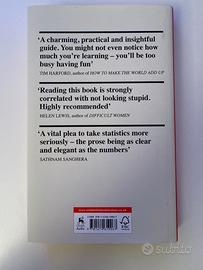 ‘A charming, practical and insightful
guide. You might not even notice how
much you’re learning – you’ll be too
busy having fun’
TIM HARFORD, author of HOW TO MAKE THE WORLD ADD UP
‘Reading this book is strongly
correlated with not looking stupid.
Highly recommended’
HELEN LEWIS, author of DIFFICULT WOMEN
‘A vital plea to take statistics more
seriously – the prose being as clear
and elegant as the numbers’
SATHNAM SANGHERA
subito